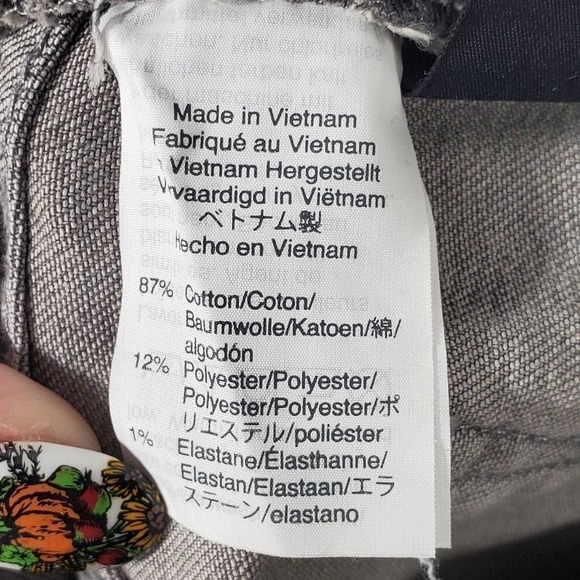 Made in Vietnam
Fabriqué au Vietnam
Vietnam Hergestellt
Vvaardigd in Viëtnam
ベトナム製
Hecho en Vietnam
87% Cotton/Coton/
Baumwolle/Katoen/綿/
algodón
12% Polyester/Polyester/
Polyester/Polyester/ポ
リエステル/poliéster
1% Elastane/Élasthanne/
Elastan/Elastaan/エラ
ステーン/elastano